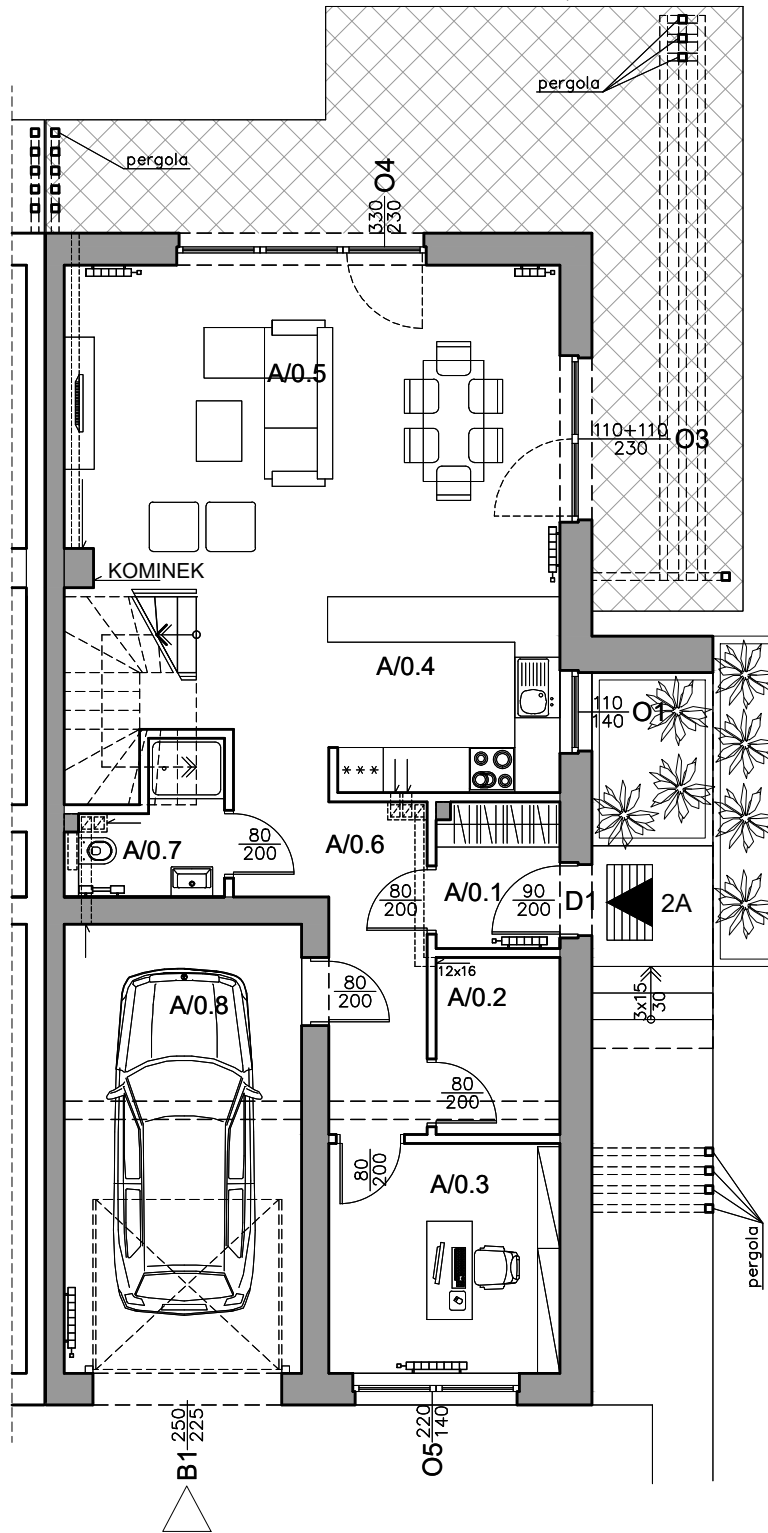 pergola
pergola
330
230
O4
A/0.5
110+110
230
O3
KOMINEK
A/0.4
110
140
O1
***
A/0.7
80
200
A/0.6
80
200
A/0.1
90
200
D1
2A
12x16
A/0.2
3x15
30
A/0.8
80
200
80
200
80
200
A/0.3
pergola
B1
250
225
O5
220
140